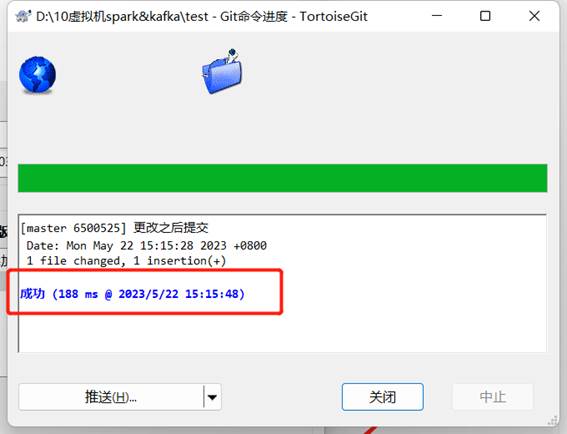 D:\10虚拟机spark&kafka\test - Git命令进度 - TortoiseGit
[master 6500525] 更改之后提交
Date: Mon May 22 15:15:28 2023 +0800
1 file changed, 1 insertion(+)
成功 (188 ms @ 2023/5/22 15:15:48)
推送(H)...
关闭
中止